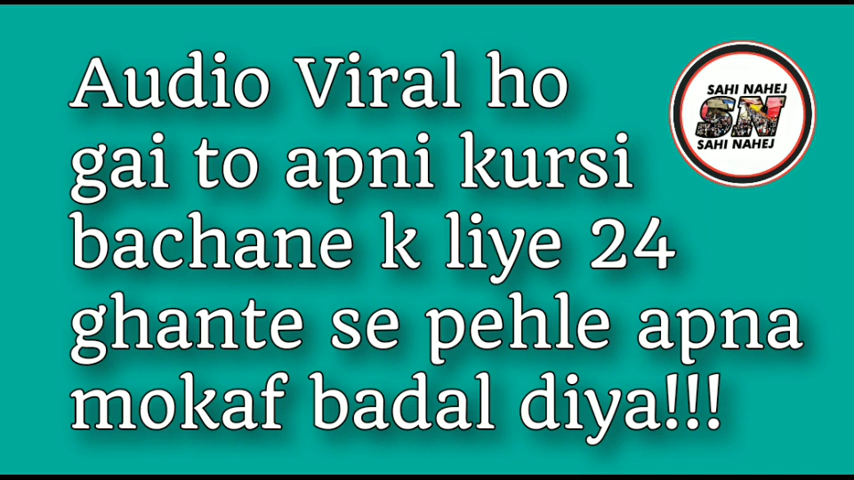 Audio Viral ho
gai to apni kursi
bachane k liye 24
ghante se pehle apna
mokaf badal diya!!!
SAHI NAHEJ
SN
SAHI NAHEJ